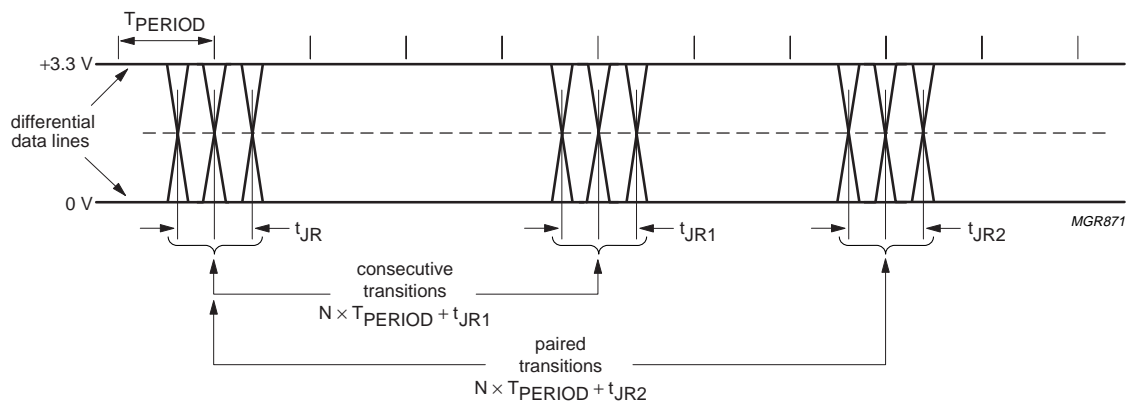 TPERIOD
+3.3 V
differential
data lines
0 V
MGR871
tJR
tJR1
tJR2
consecutive
transitions
N × TPERIOD + tJR1
paired
transitions
N × TPERIOD + tJR2